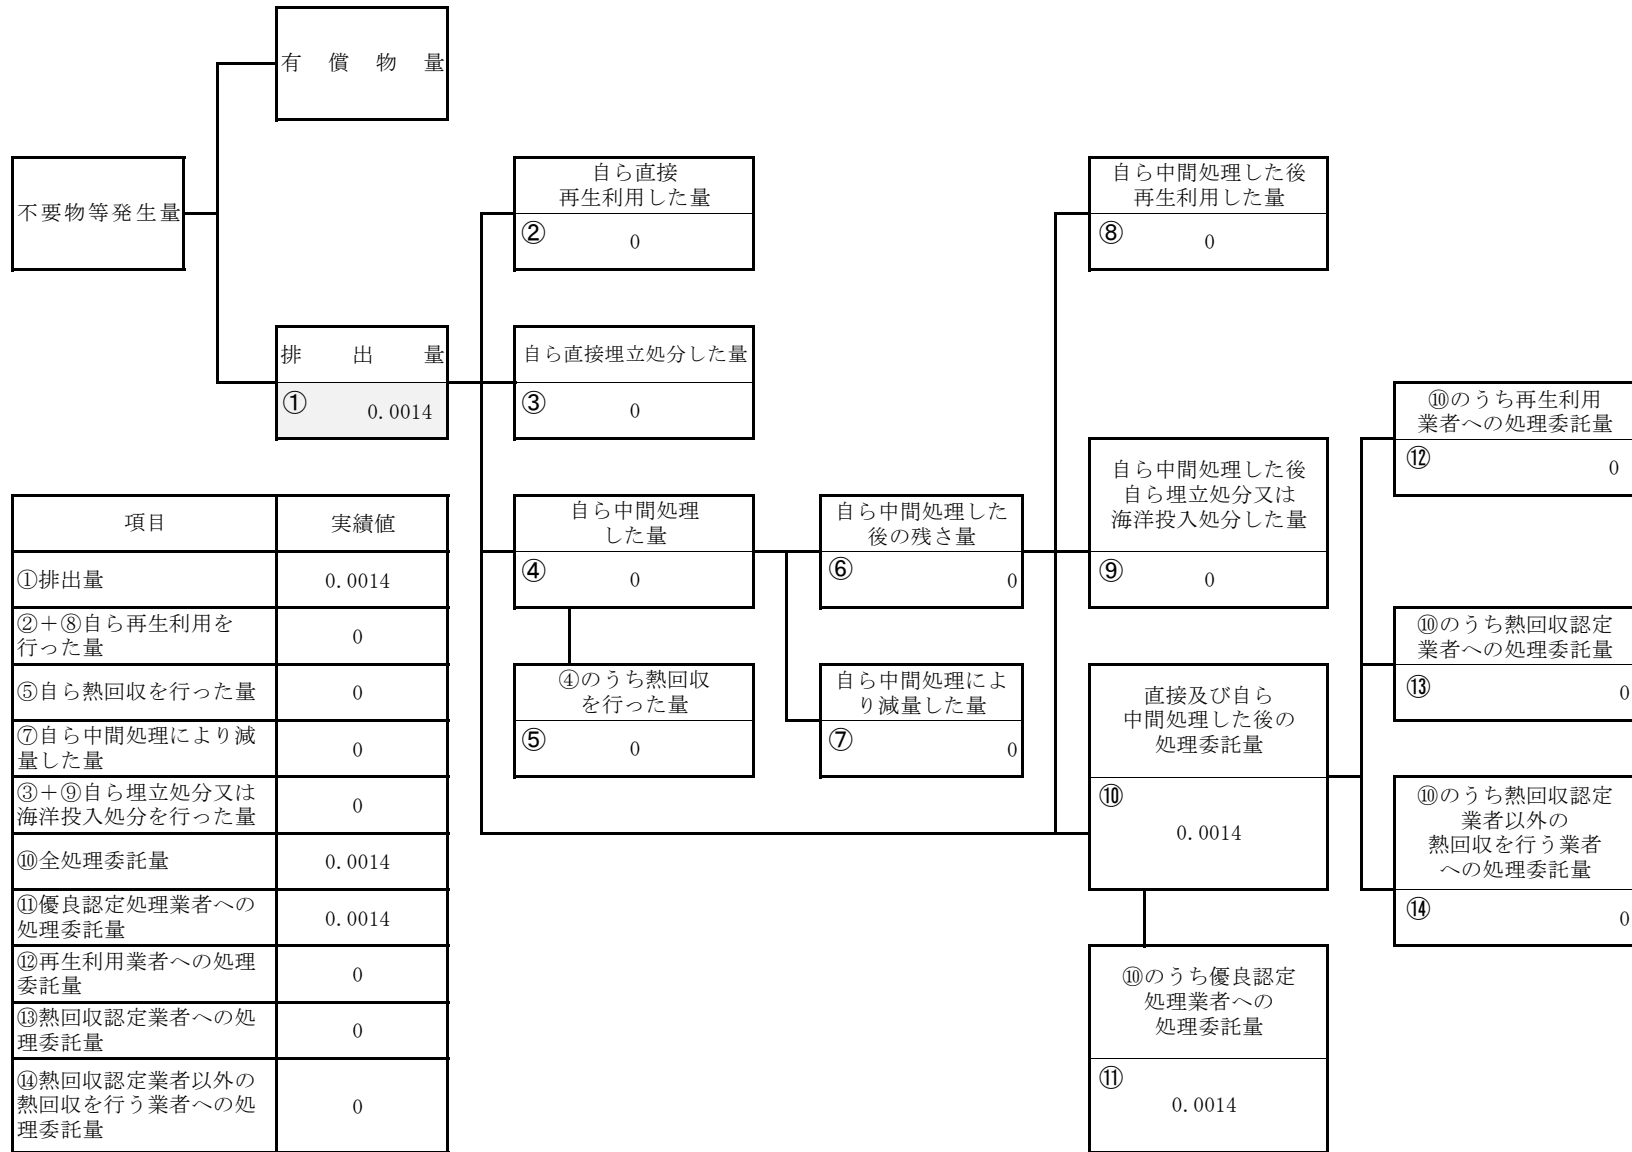 有償物量
不要物等発生量
自ら直接
再生利用した量
② 0
自ら中間処理した後
再生利用した量
⑧ 0
排出量
① 0.0014
自ら直接埋立処分した量
③ 0
⑩のうち再生利用
業者への処理委託量
⑫ 0
自ら中間処理した後
自ら埋立処分又は
海洋投入処分した量
⑨ 0
自ら中間処理
した量
④ 0
自ら中間処理した
後の残さ量
⑥ 0
⑩のうち熱回収認定
業者への処理委託量
⑬ 0
④のうち熱回収
を行った量
⑤ 0
自ら中間処理によ
り減量した量
⑦ 0
直接及び自ら
中間処理した後の
処理委託量
⑩
0.0014
⑩のうち熱回収認定
業者以外の
熱回収を行う業者
への処理委託量
⑭ 0
⑩のうち優良認定
処理業者への
処理委託量
⑪
0.0014
項目 実績値
①排出量 0.0014
②+⑧自ら再生利用を
行った量 0
⑤自ら熱回収を行った量 0
⑦自ら中間処理により減
量した量 0
③+⑨自ら埋立処分又は
海洋投入処分を行った量 0
⑩全処理委託量 0.0014
⑪優良認定処理業者への
処理委託量 0.0014
⑫再生利用業者への処理
委託量 0
⑬熱回収認定業者への処
理委託量 0
⑭熱回収認定業者以外の
熱回収を行う業者への処
理委託量 0